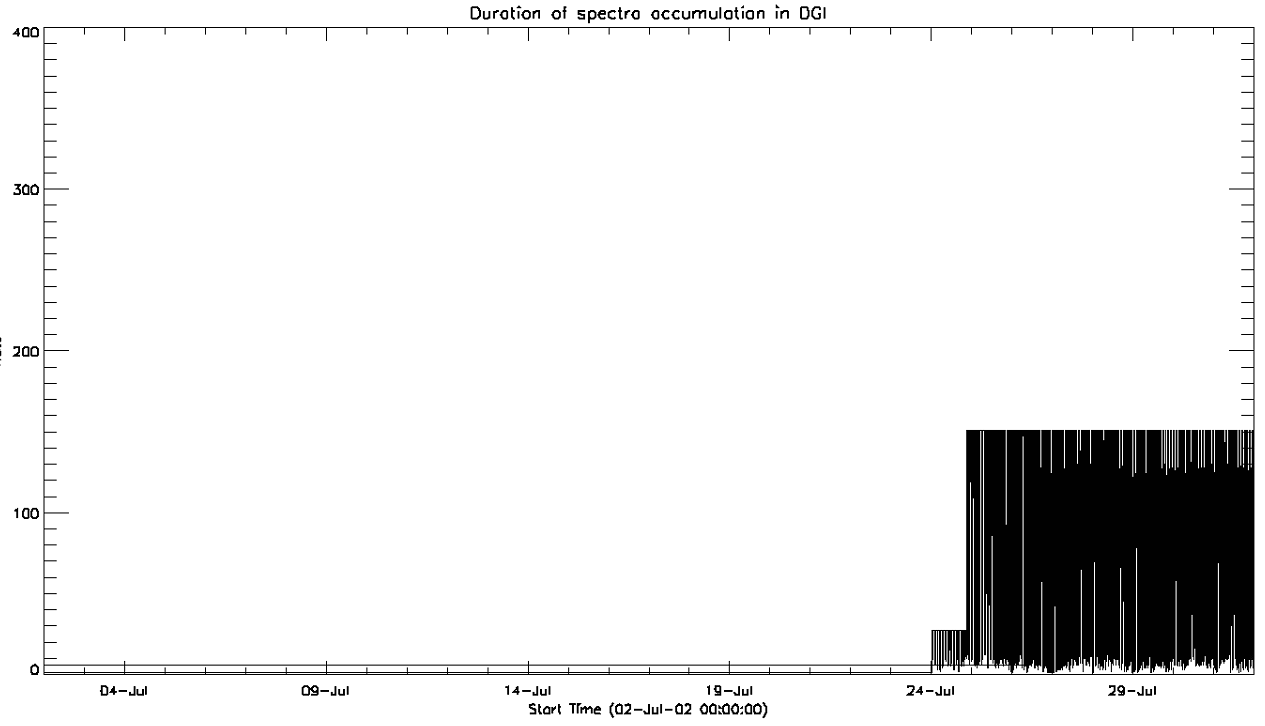 Duration of spectra accumulation in DGI
400
300
200
100
0
04-Jul 09-Jul 14-Jul 19-Jul 24-Jul 29-Jul
Start Time (02-Jul-02 00:00:00)